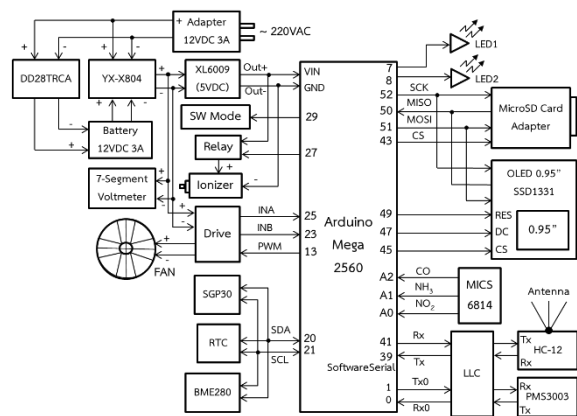 Adapter
12VDC 3A
~ 220VAC
+
-
+
-
+
DD28TRCA
YX-X804
XL6009
(5VDC)
Out+
Out-
+
-
Battery
12VDC 3A
-
+
+
-
SW Mode
Relay
+
Ionizer
-
7-Segment
Voltmeter
+
-
+
-
Drive
INA
INB
PWM
+
-
FAN
SGP30
RTC
BME280
SDA
SCL
VIN
GND
29
27
25
23
13
20
21
Arduino
Mega
2560
SoftwareSerial
7
8
52
50
51
43
49
47
45
A2
A1
A0
41
39
1
0
LED1
LED2
SCK
MISO
MOSI
CS
MicroSD Card
Adapter
OLED 0.95"
SSD1331
RES
DC
CS
0.95"
CO
NH3
NO2
MICS
6814
Antenna
Rx
Tx
Tx0
Rx0
LLC
Tx
Rx
HC-12
Rx
Tx
PMS3003